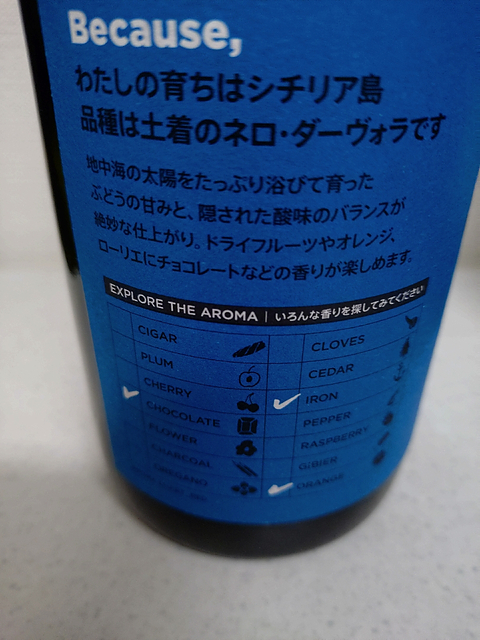 Because,
わたしの育ちはシチリア島
品種は土着のネロ・ダーヴォラです
地中海の太陽をたっぷり浴びて育った
ぶどうの甘みと、隠された酸味のバランスが
絶妙な仕上がり。ドライフルーツやオレンジ、
ローリエにチョコレートなどの香りが楽しめます。
EXPLORE THE AROMA | いろんな香りを探してみてください
CIGAR
PLUM
CHERRY
CHOCOLATE
FLOWER
CHARCOAL
OREGANO
CLOVES
CEDAR
IRON
PEPPER
RASPBERRY
GIBIER
ORANGE